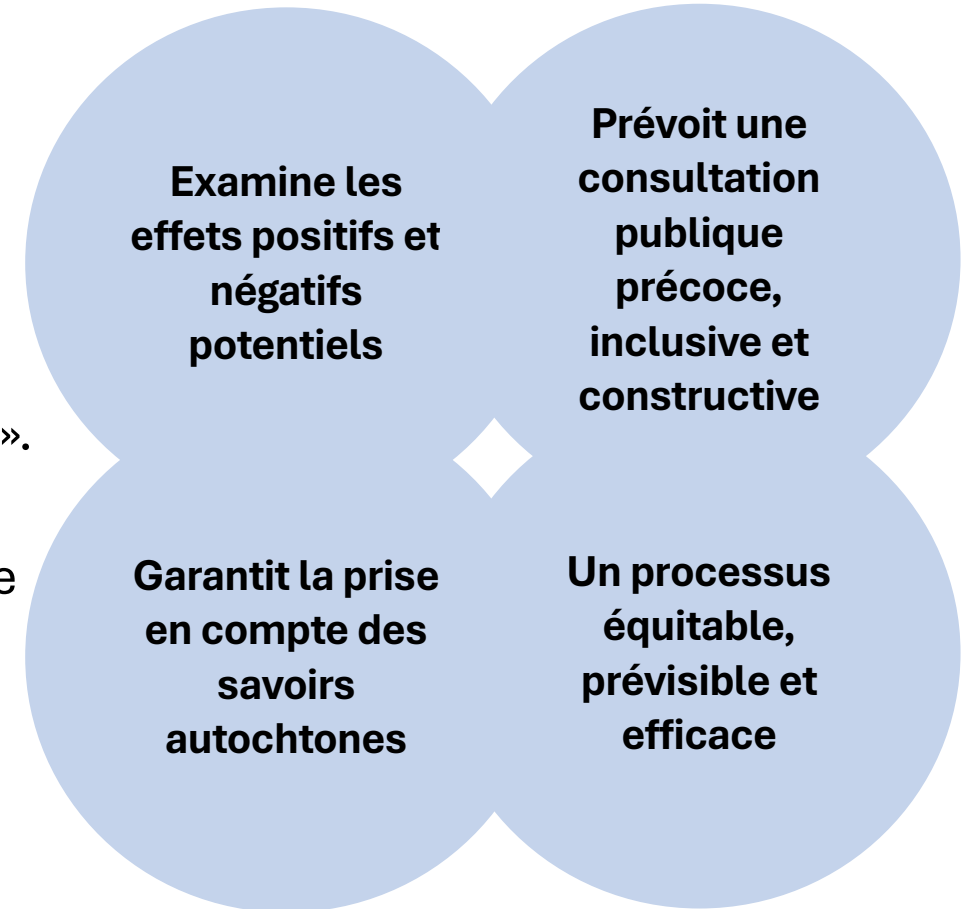 Examine les
effets positifs et
négatifs
potentiels
Prévoit une
consultation
publique
précoce,
inclusive et
constructive
».
e
Garantit la prise
en compte des
savoirs
autochtones
Un processus
équitable,
prévisible et
efficace